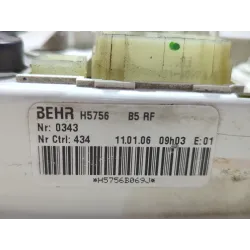 BEHR H5756 B5 RF
Nr: 0343
Nr Ctrl: 434 11.01.06 09h03 E:01
*H5756B069J*